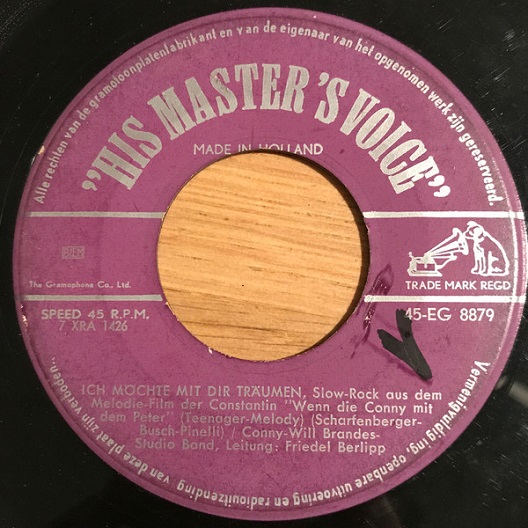 Alle rechten van de gramofoonplatenfabrikant en v/d eigenaar van het opgenomen werk zijn gereserveerd.
"HIS MASTER'S VOICE"
MADE IN HOLLAND
BIEM
The Gramophone Co., Ltd.
TRADE MARK REGD
SPEED 45 R.P.M.
7 XRA 1426
45-EG 8879
ICH MÖCHTE MIT DIR TRÄUMEN, Slow-Rock aus dem
Melodie-Film der Constantin "Wenn die Conny mit
dem Peter" (Teenager-Melody) (Scharfenberger-
Busch-Pinelli) / Conny-Will Brandes-
Studio Band, Leitung: Friedel Berlipp
Vermenigvuldiging, openbare uitvoering en radiouitzending van deze plaat zijn verboden..